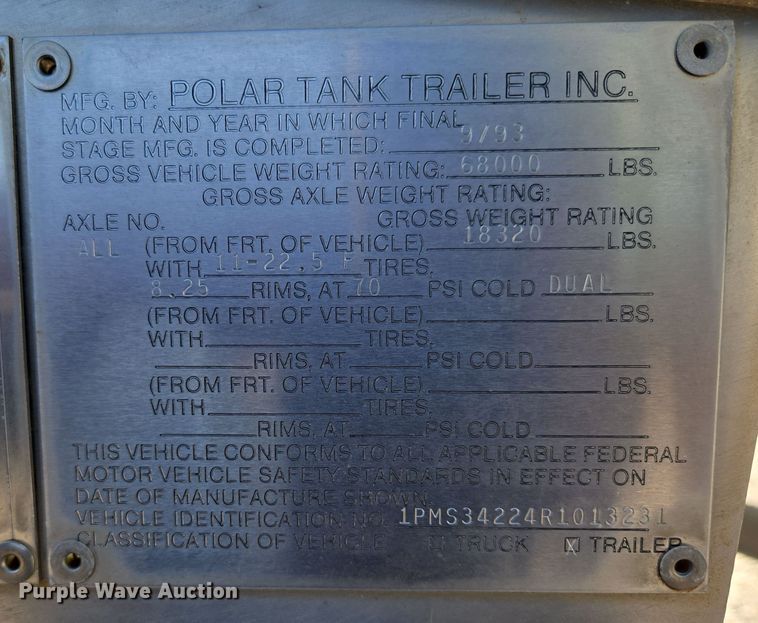 MFG. BY: POLAR TANK TRAILER INC.
MONTH AND YEAR IN WHICH FINAL
STAGE MFG. IS COMPLETED: 9/93
GROSS VEHICLE WEIGHT RATING: 68000 LBS.
GROSS AXLE WEIGHT RATING:
AXLE NO. GROSS WEIGHT RATING
ALL (FROM FRT. OF VEHICLE) 18320 LBS.
WITH 11-22.5 F TIRES,
8.25 RIMS, AT 70 PSI COLD DUAL
(FROM FRT. OF VEHICLE) LBS.
WITH TIRES,
RIMS, AT PSI COLD
(FROM FRT. OF VEHICLE) LBS.
WITH TIRES,
RIMS, AT PSI COLD
THIS VEHICLE CONFORMS TO ALL APPLICABLE FEDERAL
MOTOR VEHICLE SAFETY STANDARDS IN EFFECT ON
DATE OF MANUFACTURE SHOWN.
VEHICLE IDENTIFICATION NO. 1PMS34224R1013231
CLASSIFICATION OF VEHICLE ☐ TRUCK ☒ TRAILER
Purple Wave Auction